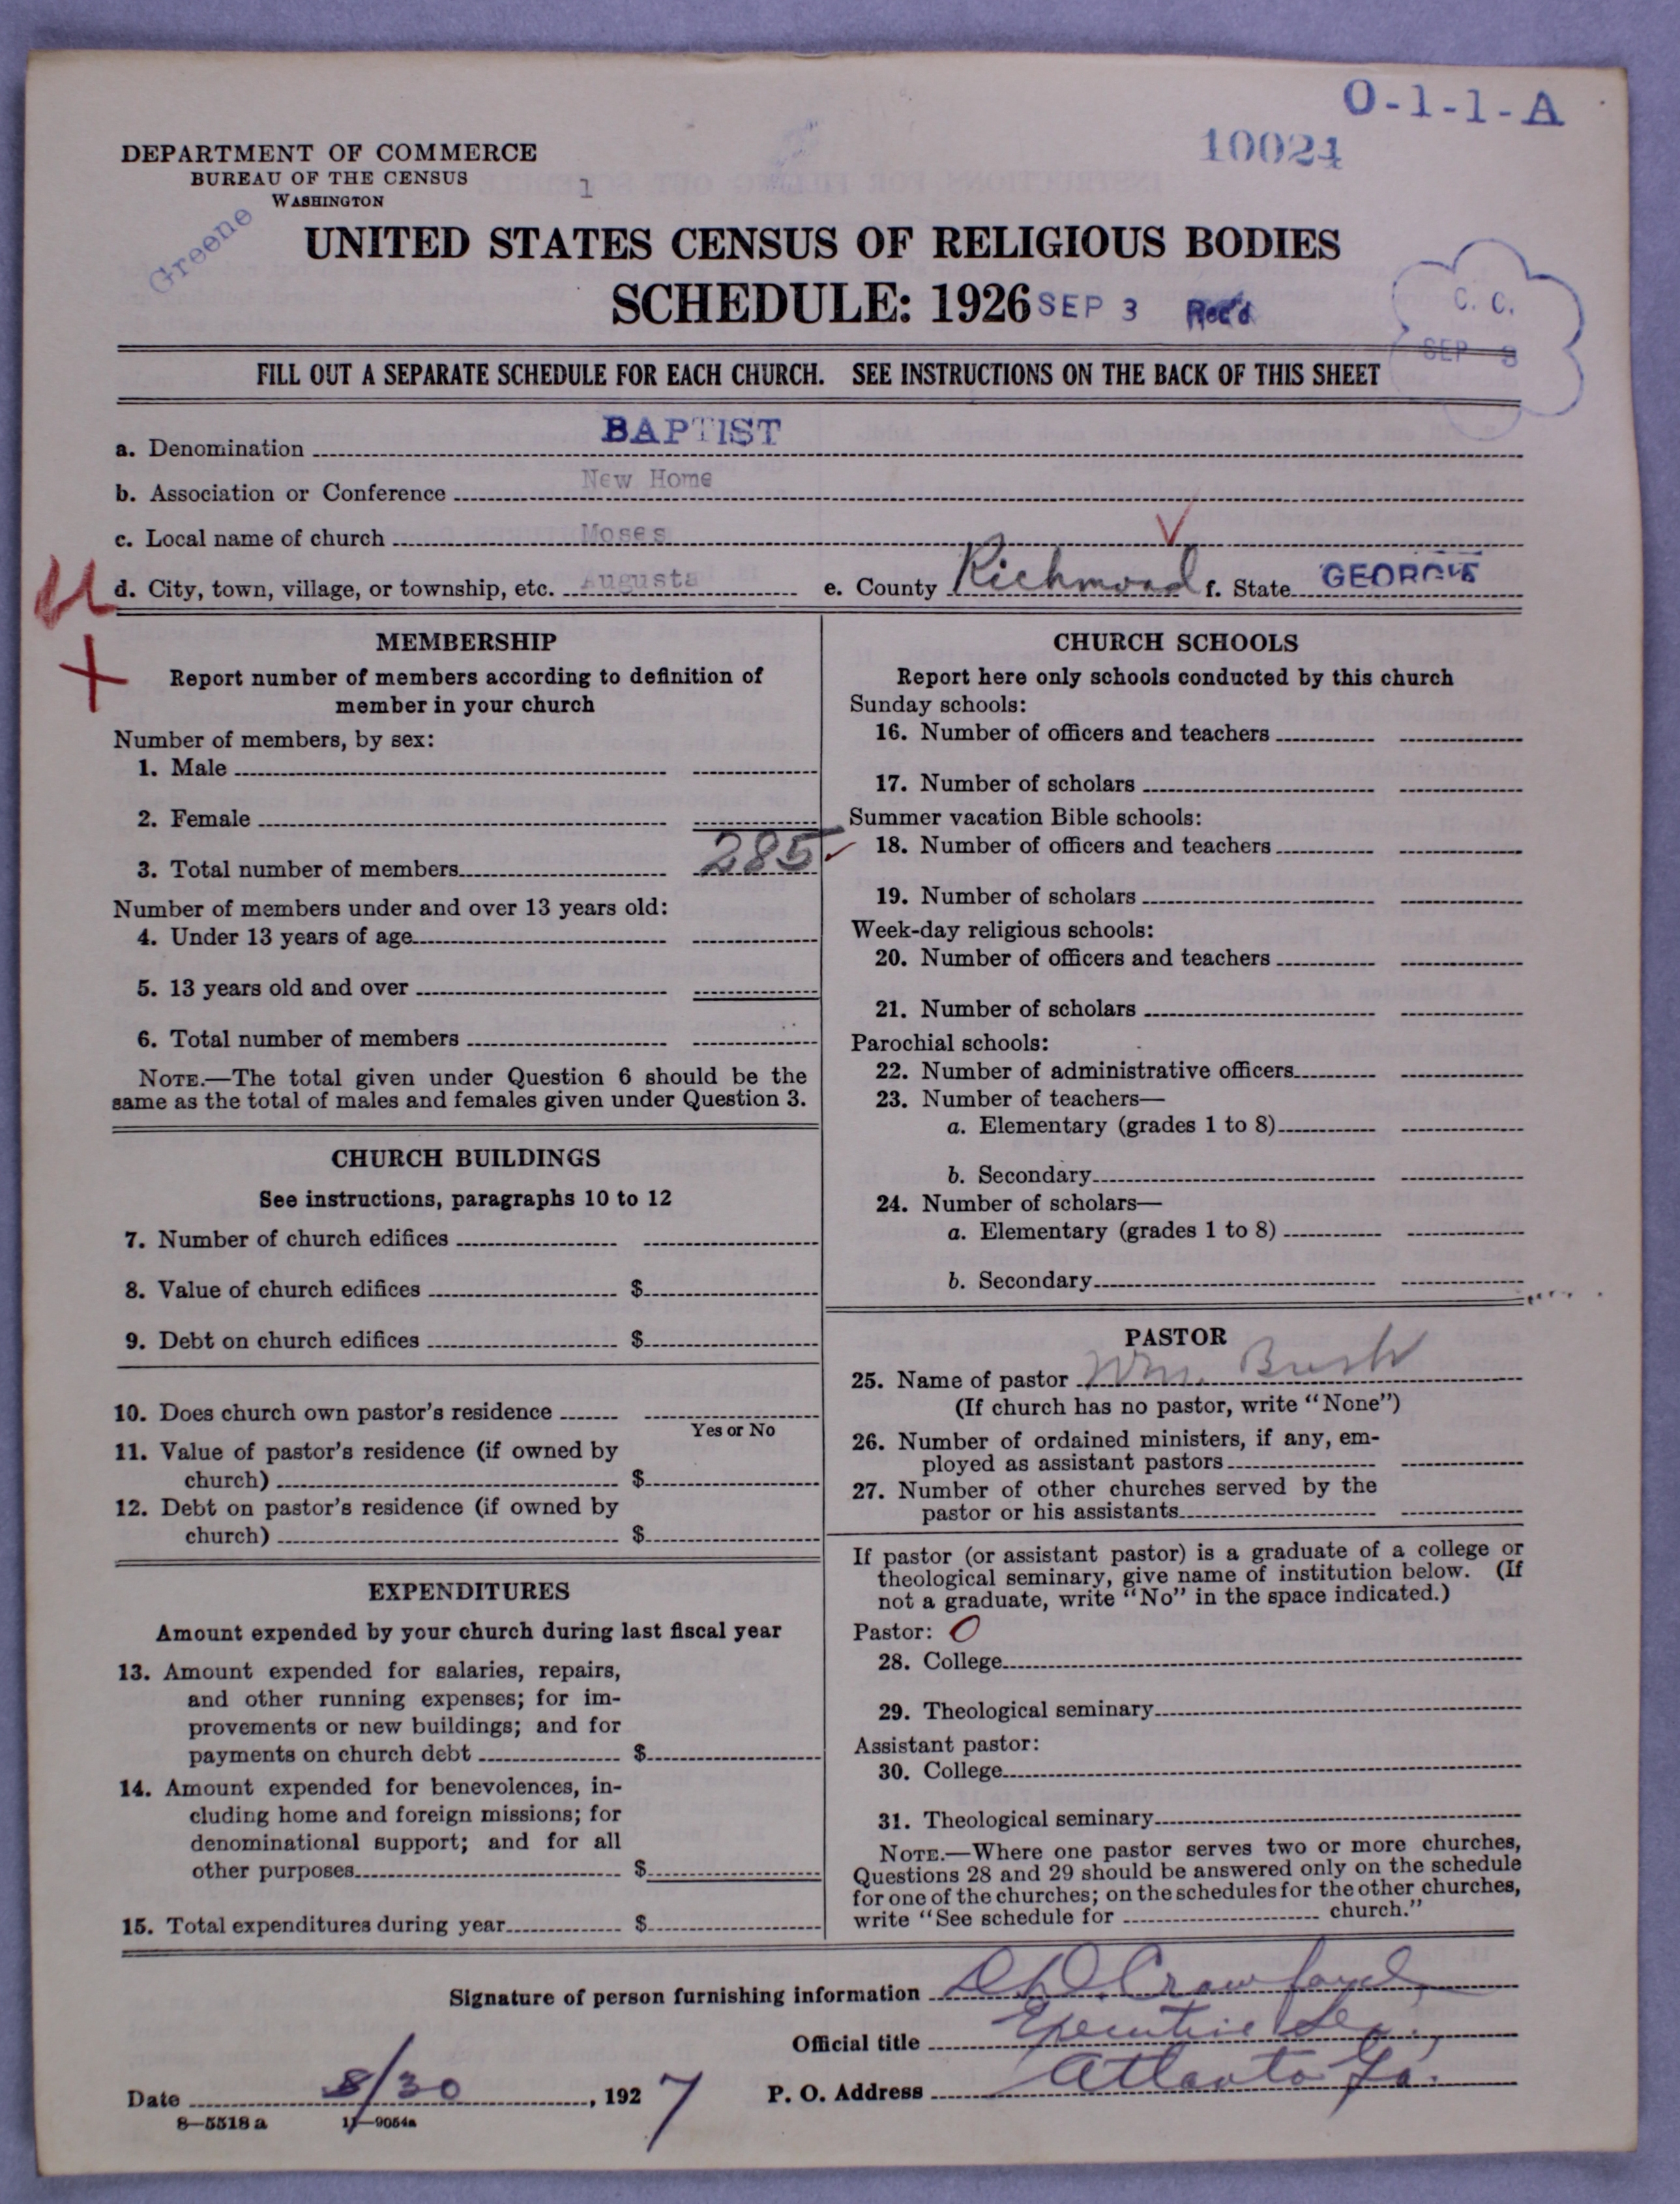 O-1-1-A
10024
DEPARTMENT OF COMMERCE
BUREAU OF THE CENSUS
WASHINGTON
1
Greene
UNITED STATES CENSUS OF RELIGIOUS BODIES
SCHEDULE: 1926 SEP 3 Rec'd
C. C.
SEP 3
FILL OUT A SEPARATE SCHEDULE FOR EACH CHURCH. SEE INSTRUCTIONS ON THE BACK OF THIS SHEET
a. Denomination BAPTIST
b. Association or Conference New Home
c. Local name of church Moses
d. City, town, village, or township, etc. Augusta e. County Richmond f. State GEORGIA
MEMBERSHIP
Report number of members according to definition of
member in your church
Number of members, by sex:
1. Male
2. Female
3. Total number of members 285
Number of members under and over 13 years old:
4. Under 13 years of age
5. 13 years old and over
6. Total number of members
NOTE.—The total given under Question 6 should be the
same as the total of males and females given under Question 3.
CHURCH BUILDINGS
See instructions, paragraphs 10 to 12
7. Number of church edifices
8. Value of church edifices $
9. Debt on church edifices $
10. Does church own pastor's residence
Yes or No
11. Value of pastor's residence (if owned by
church) $
12. Debt on pastor's residence (if owned by
church) $
EXPENDITURES
Amount expended by your church during last fiscal year
13. Amount expended for salaries, repairs,
and other running expenses; for im-
provements or new buildings; and for
payments on church debt $
14. Amount expended for benevolences, in-
cluding home and foreign missions; for
denominational support; and for all
other purposes $
15. Total expenditures during year $
CHURCH SCHOOLS
Report here only schools conducted by this church
Sunday schools:
16. Number of officers and teachers
17. Number of scholars
Summer vacation Bible schools:
18. Number of officers and teachers
19. Number of scholars
Week-day religious schools:
20. Number of officers and teachers
21. Number of scholars
Parochial schools:
22. Number of administrative officers
23. Number of teachers—
a. Elementary (grades 1 to 8)
b. Secondary
24. Number of scholars—
a. Elementary (grades 1 to 8)
b. Secondary
PASTOR
25. Name of pastor Wm. Bush
(If church has no pastor, write "None")
26. Number of ordained ministers, if any, em-
ployed as assistant pastors
27. Number of other churches served by the
pastor or his assistants
If pastor (or assistant pastor) is a graduate of a college or
theological seminary, give name of institution below. (If
not a graduate, write "No" in the space indicated.)
Pastor: O
28. College
29. Theological seminary
Assistant pastor:
30. College
31. Theological seminary
NOTE.—Where one pastor serves two or more churches,
Questions 28 and 29 should be answered only on the schedule
for one of the churches; on the schedules for the other churches,
write "See schedule for church."
Signature of person furnishing information D. D. Crawford
Official title Executive Sec.
Date 8/30, 1927 P. O. Address Atlanta Ga.
8—5518 a 11—9054a